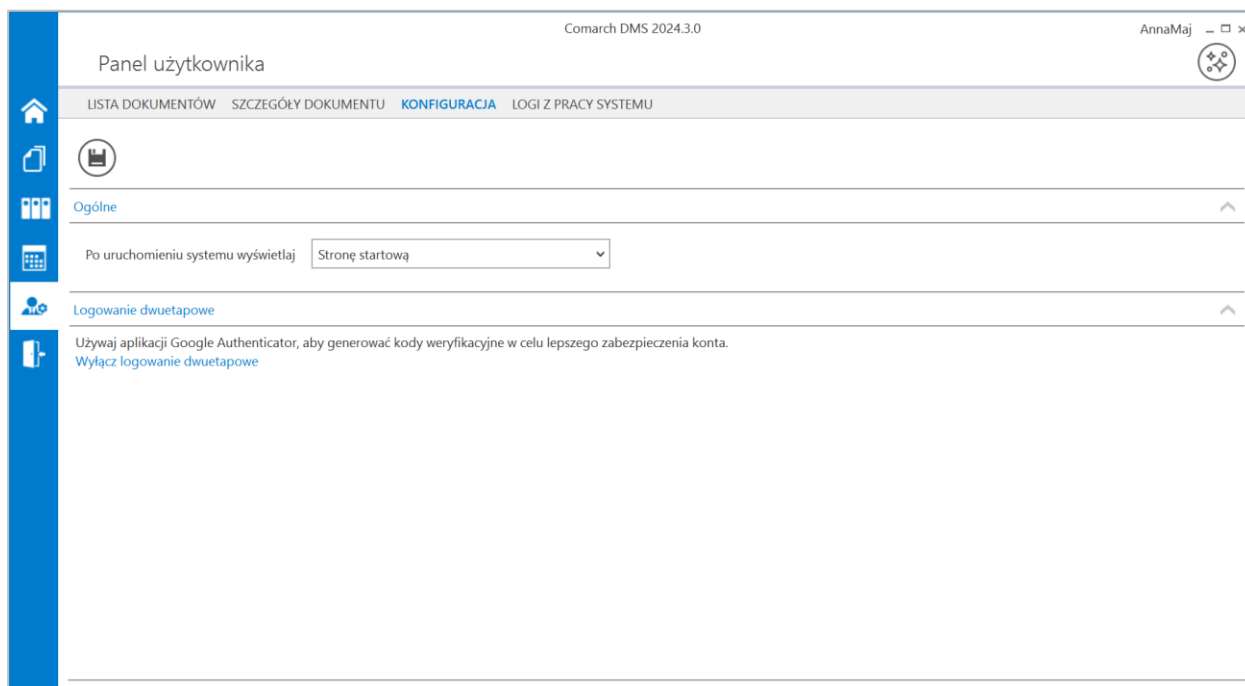 Comarch DMS 2024.3.0
AnnaMaj
Panel użytkownika
LISTA DOKUMENTÓW SZCZEGÓŁY DOKUMENTU KONFIGURACJA LOGI Z PRACY SYSTEMU
Ogólne
Po uruchomieniu systemu wyświetlaj Stronę startową
Logowanie dwuetapowe
Używaj aplikacji Google Authenticator, aby generować kody weryfikacyjne w celu lepszego zabezpieczenia konta.
Wyłącz logowanie dwuetapowe